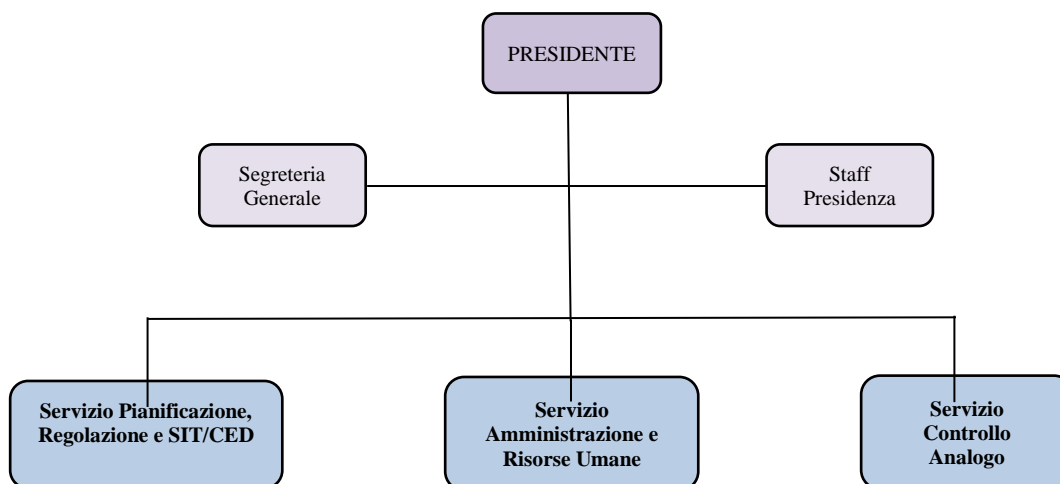 PRESIDENTE
Segreteria
Generale
Staff
Presidenza
Servizio Pianificazione,
Regolazione e SIT/CED
Servizio
Amministrazione e
Risorse Umane
Servizio
Controllo
Analogo